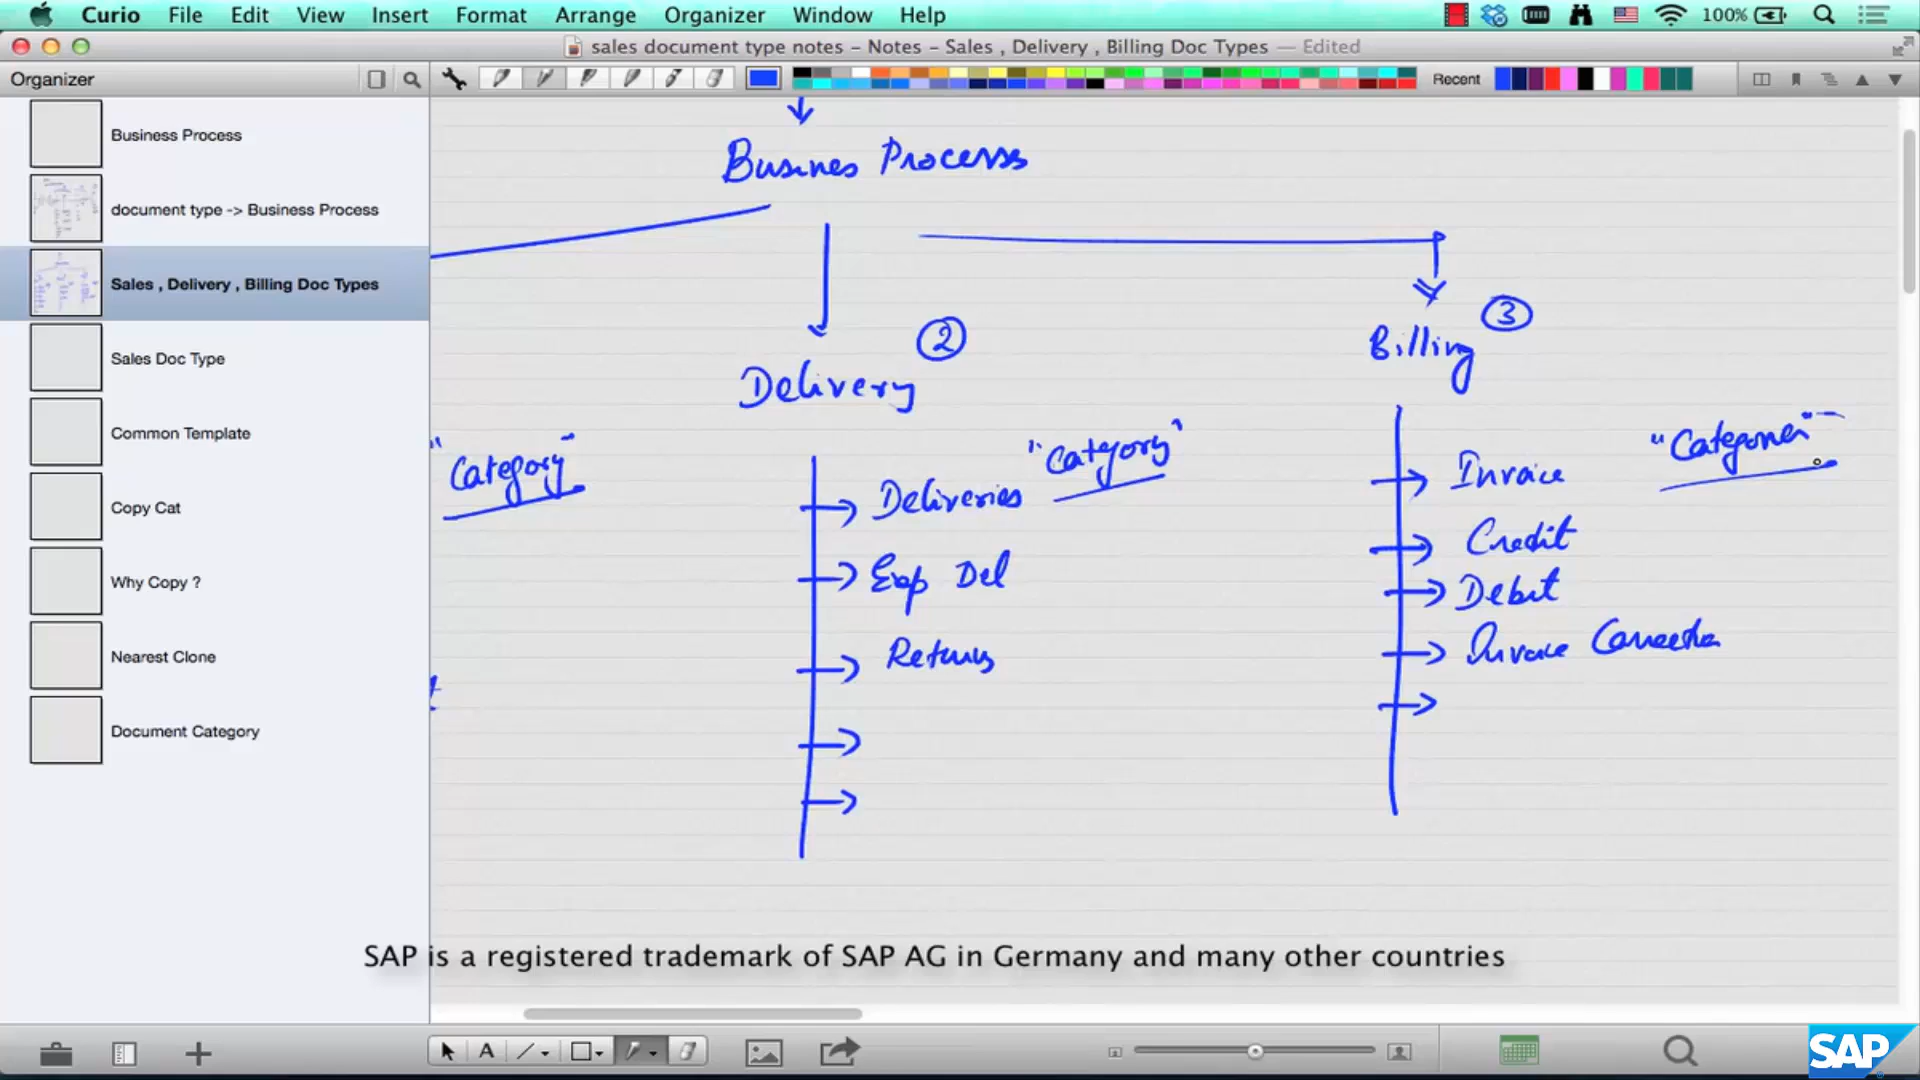 Curio File Edit View Insert Format Arrange Organizer Window Help 100%
sales document type notes – Notes – Sales , Delivery , Billing Doc Types — Edited
Organizer
Recent
Business Process
document type -> Business Process
Sales , Delivery , Billing Doc Types
Sales Doc Type
Common Template
Copy Cat
Why Copy ?
Nearest Clone
Document Category
Busines Process
2
Delivery
3
Billing
"Category"
"Category"
Deliveries
Exp Del
Returns
Invoice
Credit
Debit
Invoice
SAP is a registered trademark of SAP AG in Germany and many other countries
A
SAP